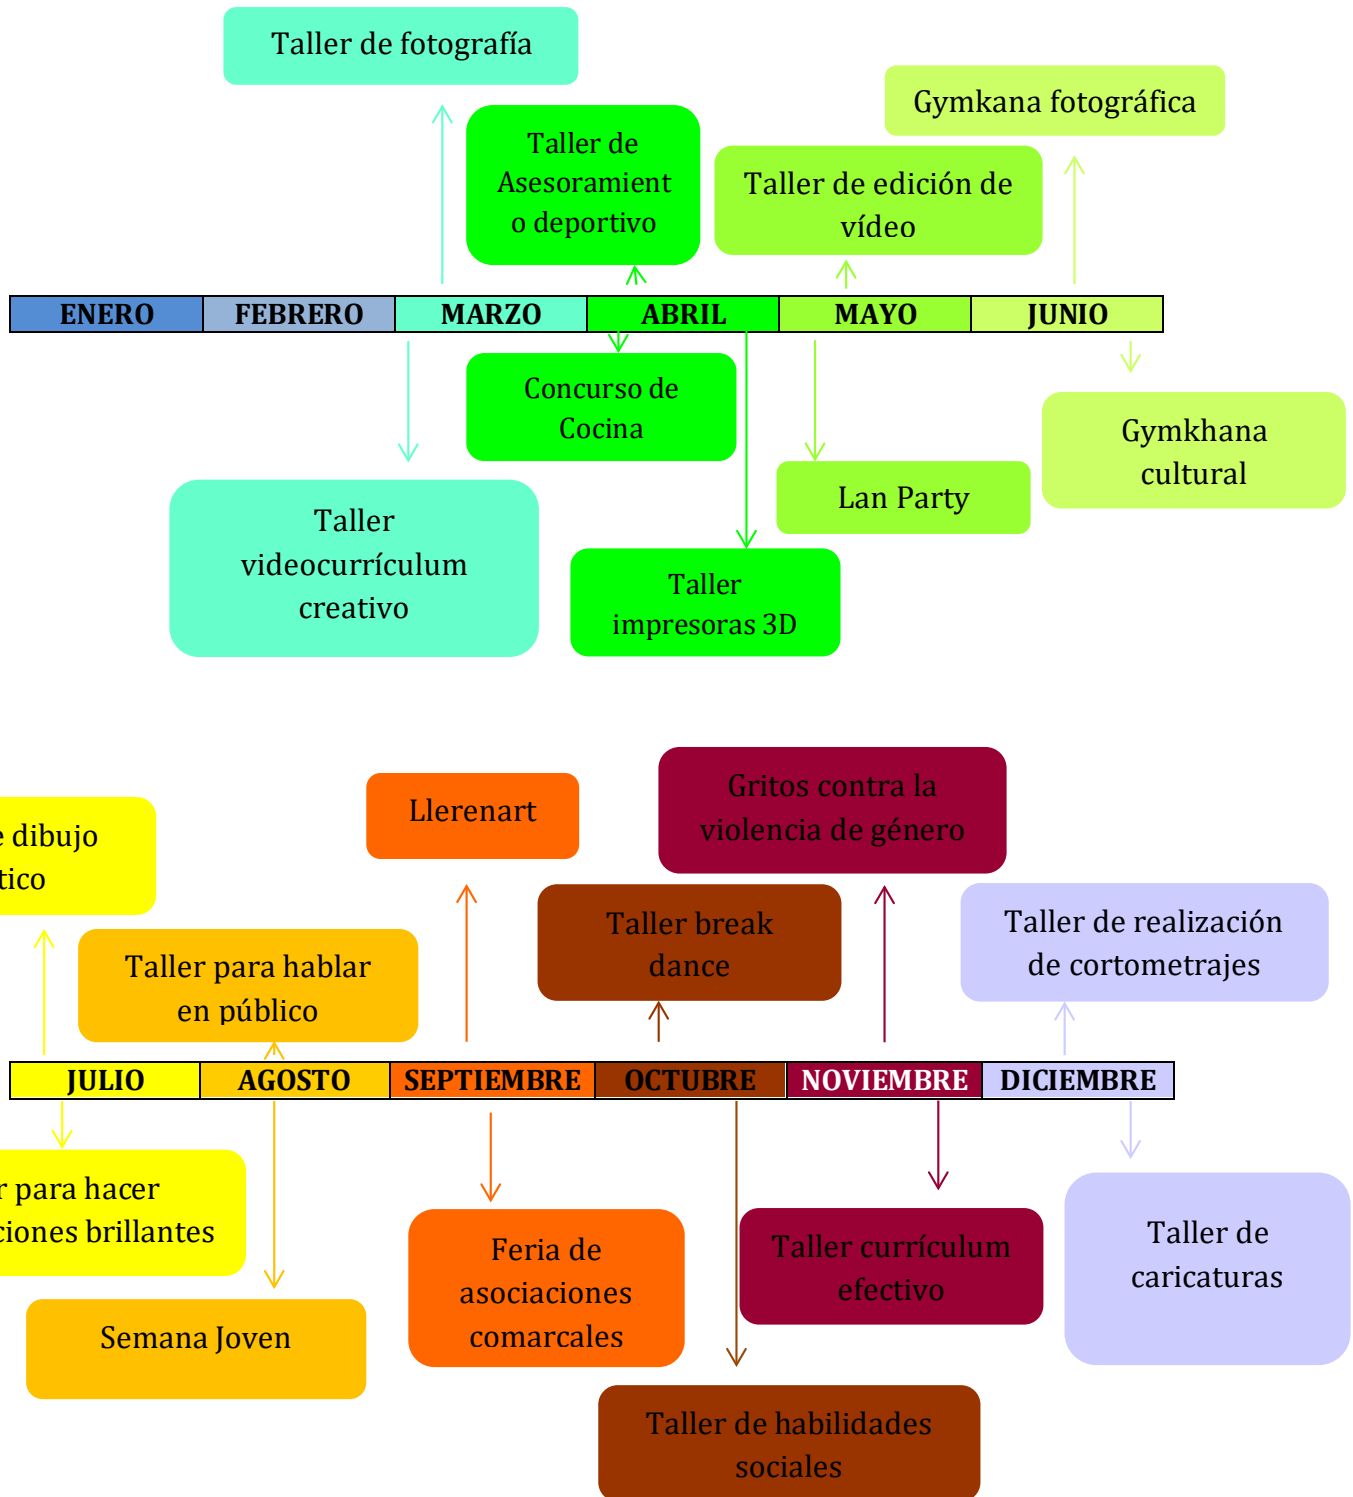 Taller de fotografía
Gymkana fotográfica
Taller de
Asesoramient
o deportivo
Taller de edición de
vídeo
ENERO FEBRERO MARZO ABRIL MAYO JUNIO
Concurso de
Cocina
Gymkhana
cultural
Lan Party
Taller
videocurrículum
creativo
Taller
impresoras 3D
Gritos contra la
violencia de género
Llerenart
dibujo
Taller break
dance
Taller de realización
de cortometrajes
Taller para hablar
en público
JULIO AGOSTO SEPTIEMBRE OCTUBRE NOVIEMBRE DICIEMBRE
para hacer
brillantes
Feria de
asociaciones
comarcales
Taller currículum
efectivo
Taller de
caricaturas
Semana Joven
Taller de habilidades
sociales